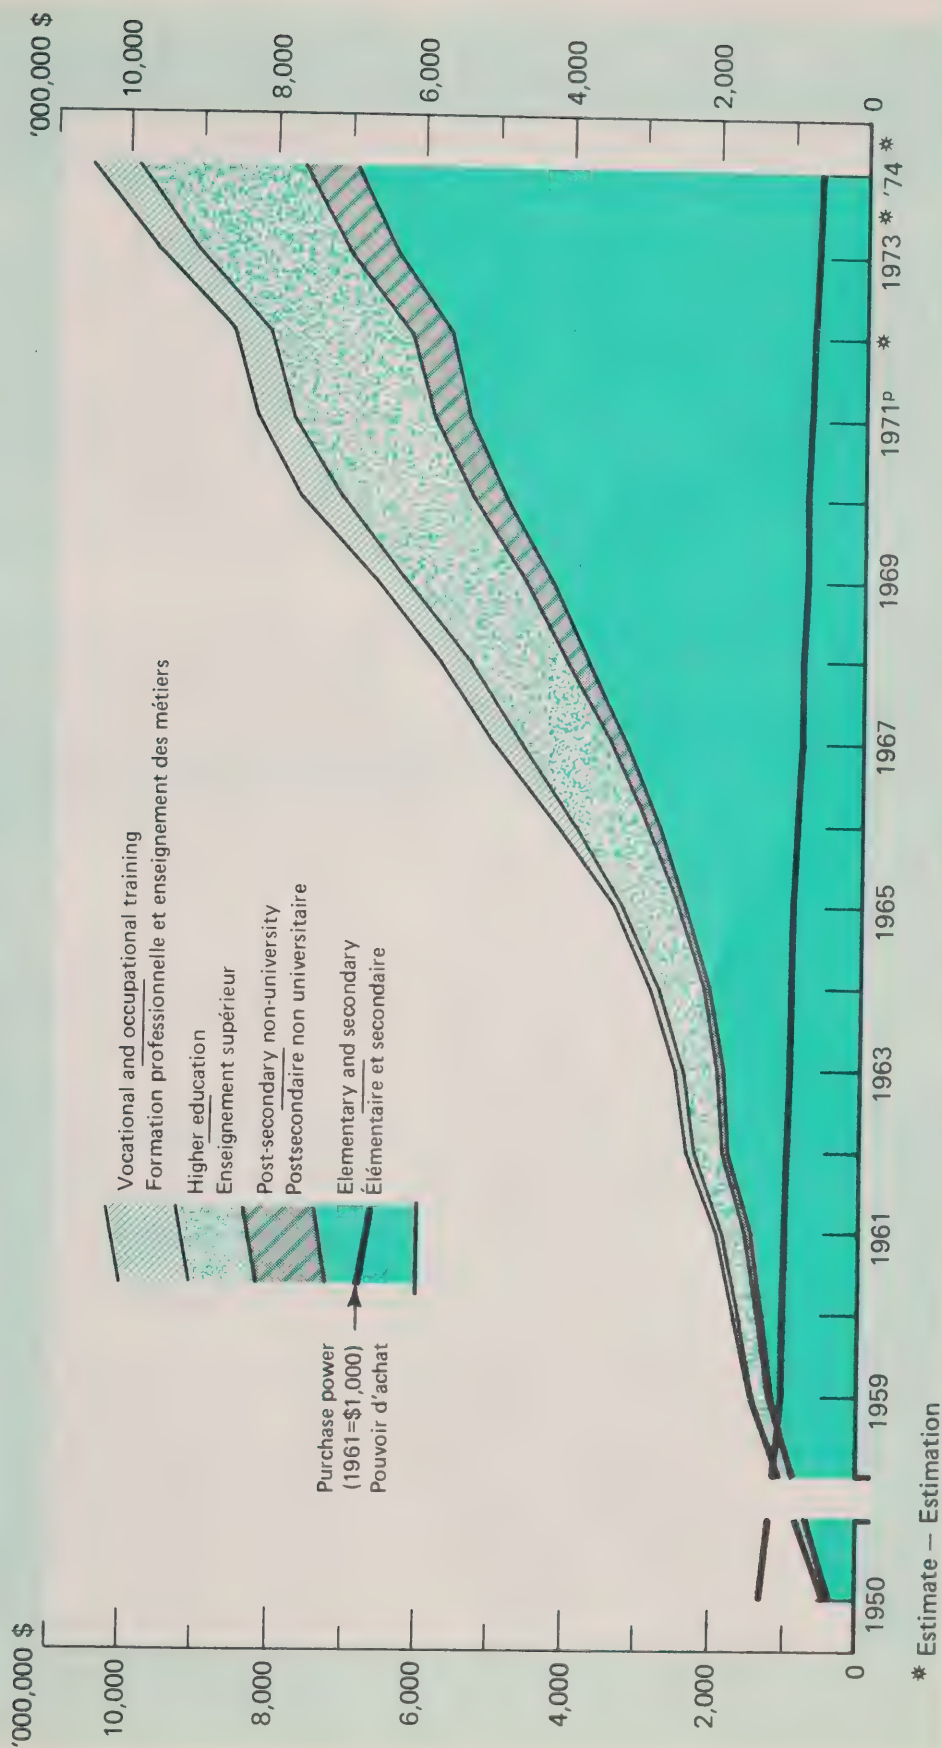 '000,000 $
10,000
8,000
6,000
4,000
2,000
0
Vocational and occupational training
Formation professionnelle et enseignement des métiers
Higher education
Enseignement supérieur
Post-secondary non-university
Postsecondaire non universitaire
Elementary and secondary
Élémentaire et secondaire
Purchase power
(1961=$1,000)
Pouvoir d'achat
'000,000 $
10,000
8,000
6,000
4,000
2,000
0
1950 1959 1961 1963 1965 1967 1969 1971p * 1973 * '74 *
* Estimate — Estimation